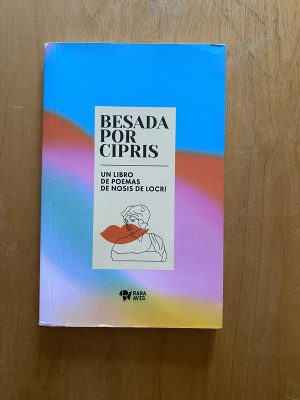 BESADA
POR
CIPRIS
UN LIBRO
DE POEMAS
DE NOSIS DE LOCRI
RARA
AVIS